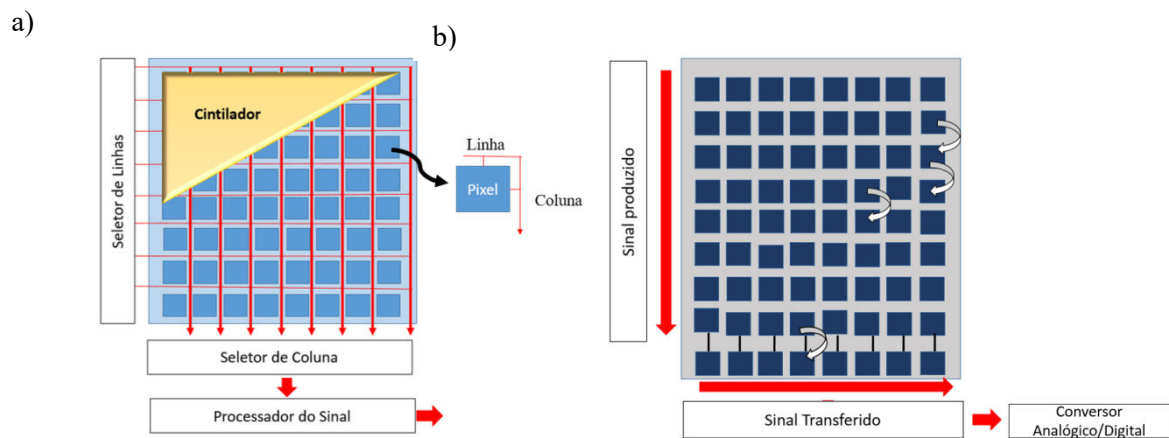 a)
Seletor de Linhas
Cintilador
Linha
Pixel
Coluna
Seletor de Coluna
Processador do Sinal
b)
Sinal produzido
Sinal Transferido
Conversor
Analógico/Digital